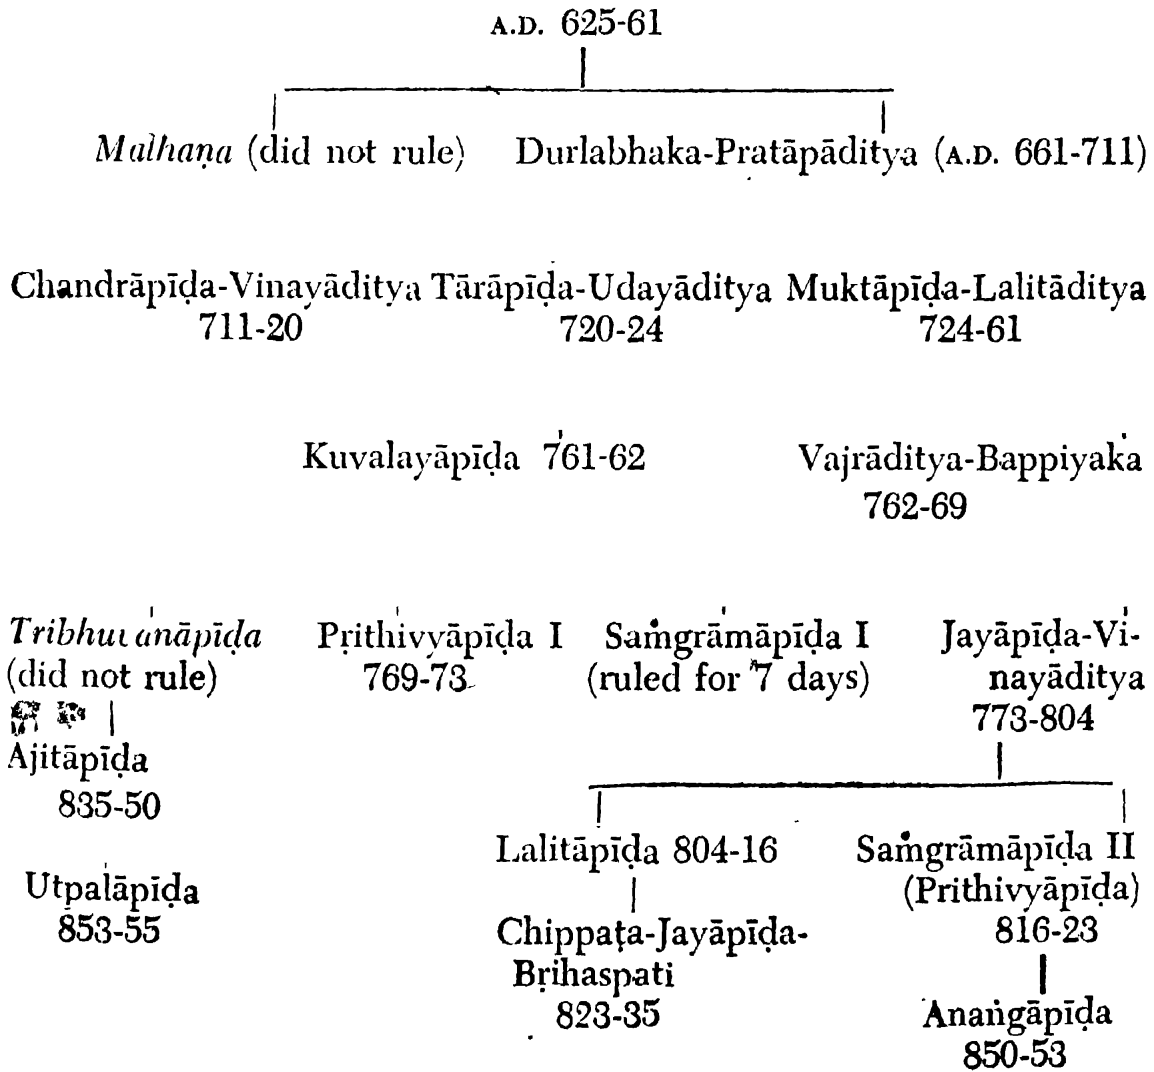 A.D. 625-61
Malhaṇa (did not rule) Durlabhaka-Pratāpāditya (A.D. 661-711)
Chandrāpīḍa-Vinayāditya Tārāpīḍa-Udayāditya Muktāpīḍa-Lalitāditya
711-20 720-24 724-61
Kuvalayāpīḍa 761-62 Vajrāditya-Bappiyaka
762-69
Tribhuvanāpīḍa Pṛithivyāpīḍa I Saṁgrāmāpīḍa I Jayāpīḍa-Vi-
(did not rule) 769-73 (ruled for 7 days) nayāditya
773-804
Ajitāpīḍa
835-50
Lalitāpīḍa 804-16 Saṁgrāmāpīḍa II
Utpalāpīḍa (Prithivyāpīḍa)
853-55 Chippaṭa-Jayāpīḍa- 816-23
Bṛihaspati
823-35 Anaṅgāpīḍa
850-53